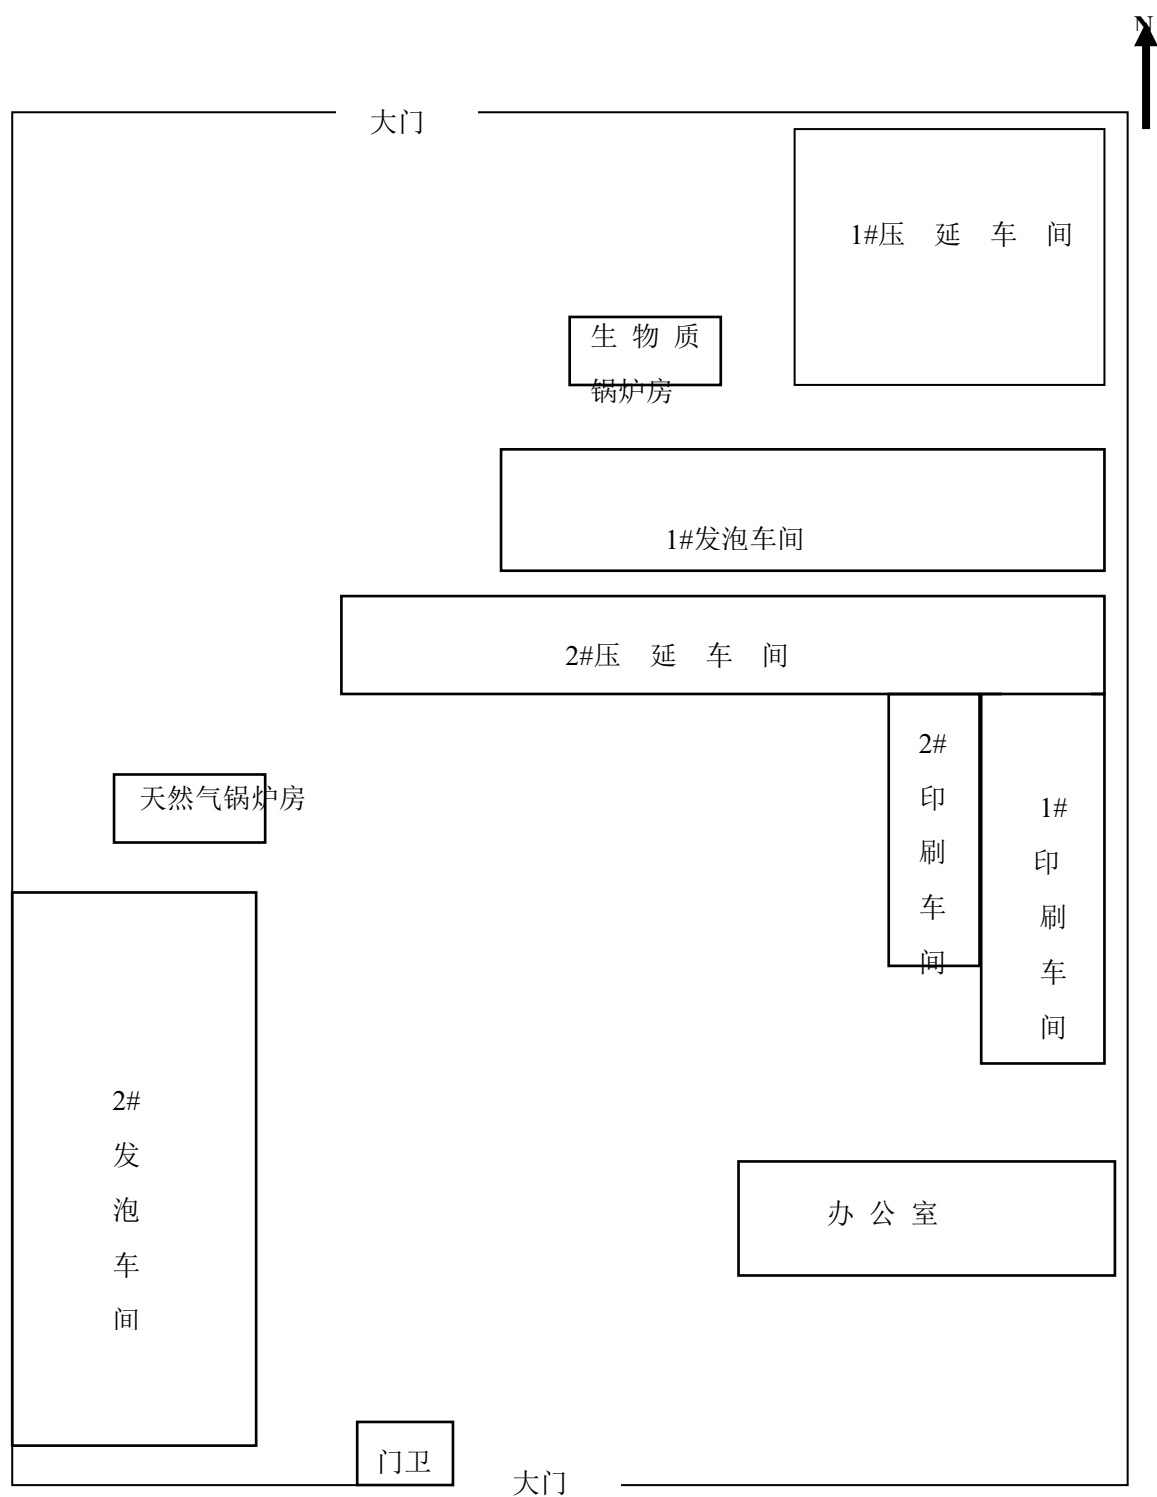 N
大门
1#压 延 车 间
生 物 质
锅炉房
1#发泡车间
2#压 延 车 间
2#
印
刷
车
间
1#
印
刷
车
间
天然气锅炉房
2#
发
泡
车
间
办 公 室
门卫
大门